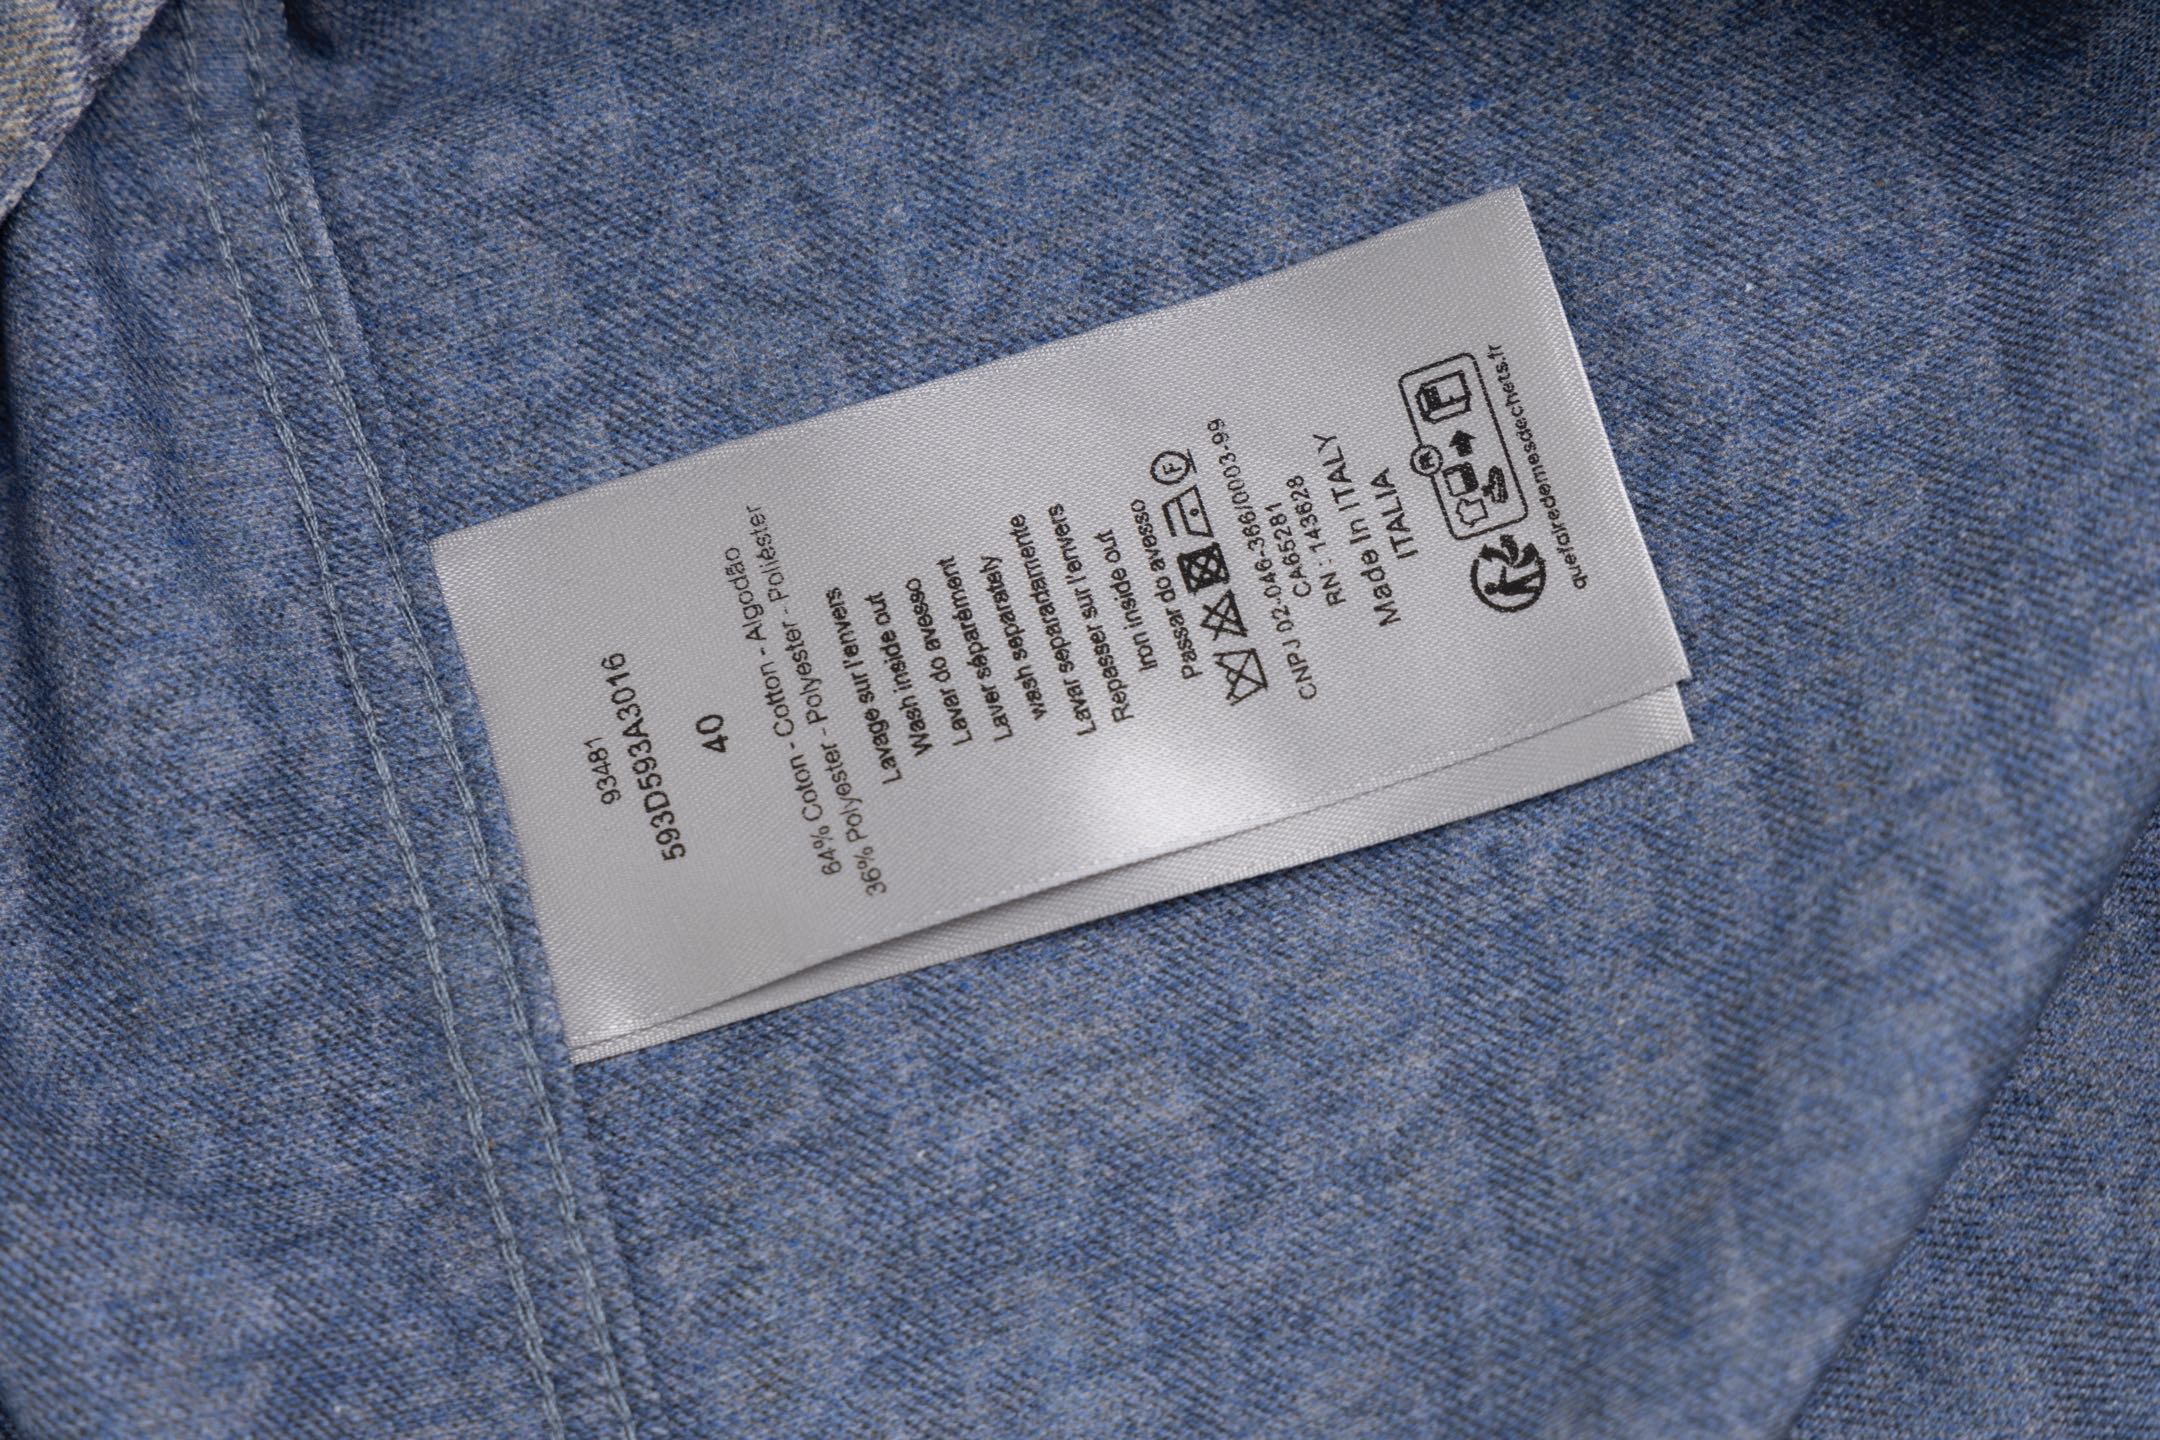 93481
593D593A3016
40
64% Coton - Cotton - Algodão
36% Polyester - Polyester - Poliéster
Lavage sur l'envers
Wash inside out
Lavar do avesso
Laver séparément
wash separately
Lavar separadamente
Repasser sur l'envers
Iron inside out
Passar do avesso
F
CNPJ 02-046-366/0003-99
CA65281
RN : 143628
Made in ITALY
ITALIA
FR
quefairedemesdechets.fr